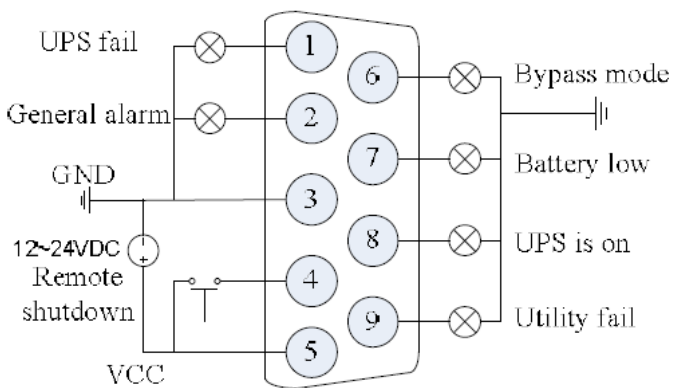 UPS fail
1
6
Bypass mode
General alarm
2
7
Battery low
GND
3
12~24VDC
8
UPS is on
Remote
shutdown
4
9
Utility fail
5
VCC